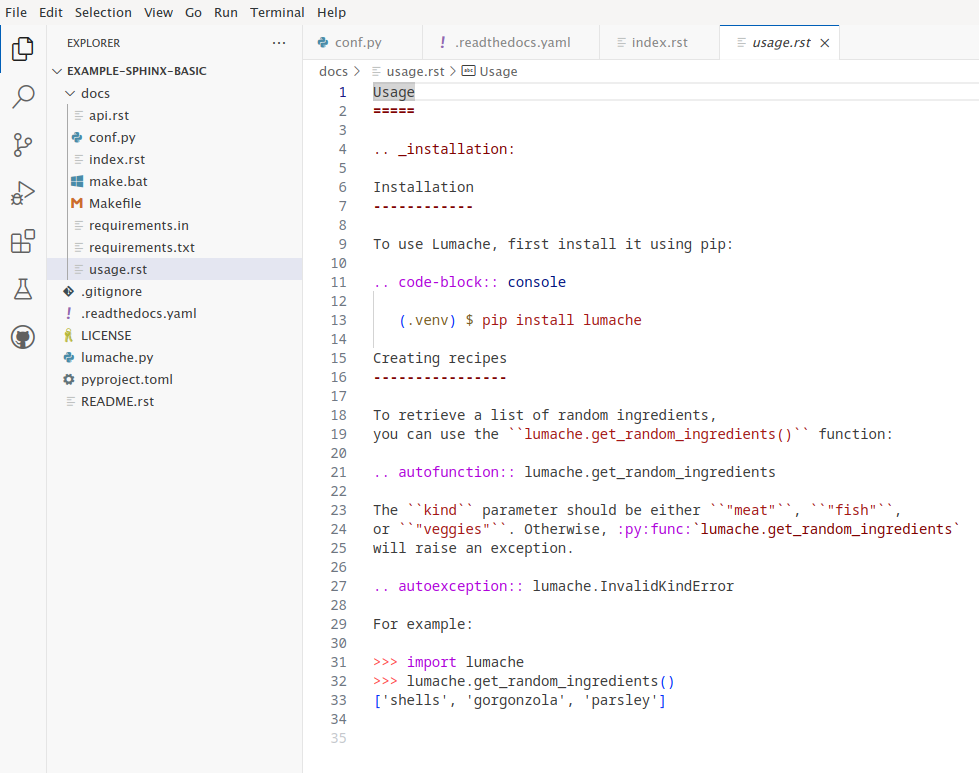 File Edit Selection View Go Run Terminal Help
EXPLORER ···
EXAMPLE-SPHINX-BASIC
docs
api.rst
conf.py
index.rst
make.bat
M Makefile
requirements.in
requirements.txt
usage.rst
.gitignore
! .readthedocs.yaml
LICENSE
lumache.py
pyproject.toml
README.rst
conf.py ! .readthedocs.yaml index.rst usage.rst
docs > usage.rst > abc Usage
1 Usage
2 =====
3
4 .. _installation:
5
6 Installation
7 ------------
8
9 To use Lumache, first install it using pip:
10
11 .. code-block:: console
12
13 (.venv) $ pip install lumache
14
15 Creating recipes
16 ----------------
17
18 To retrieve a list of random ingredients,
19 you can use the ``lumache.get_random_ingredients()`` function:
20
21 .. autofunction:: lumache.get_random_ingredients
22
23 The ``kind`` parameter should be either ``"meat"``, ``"fish"``,
24 or ``"veggies"``. Otherwise, :py:func:`lumache.get_random_ingredients`
25 will raise an exception.
26
27 .. autoexception:: lumache.InvalidKindError
28
29 For example:
30
31 >>> import lumache
32 >>> lumache.get_random_ingredients()
33 ['shells', 'gorgonzola', 'parsley']
34
35